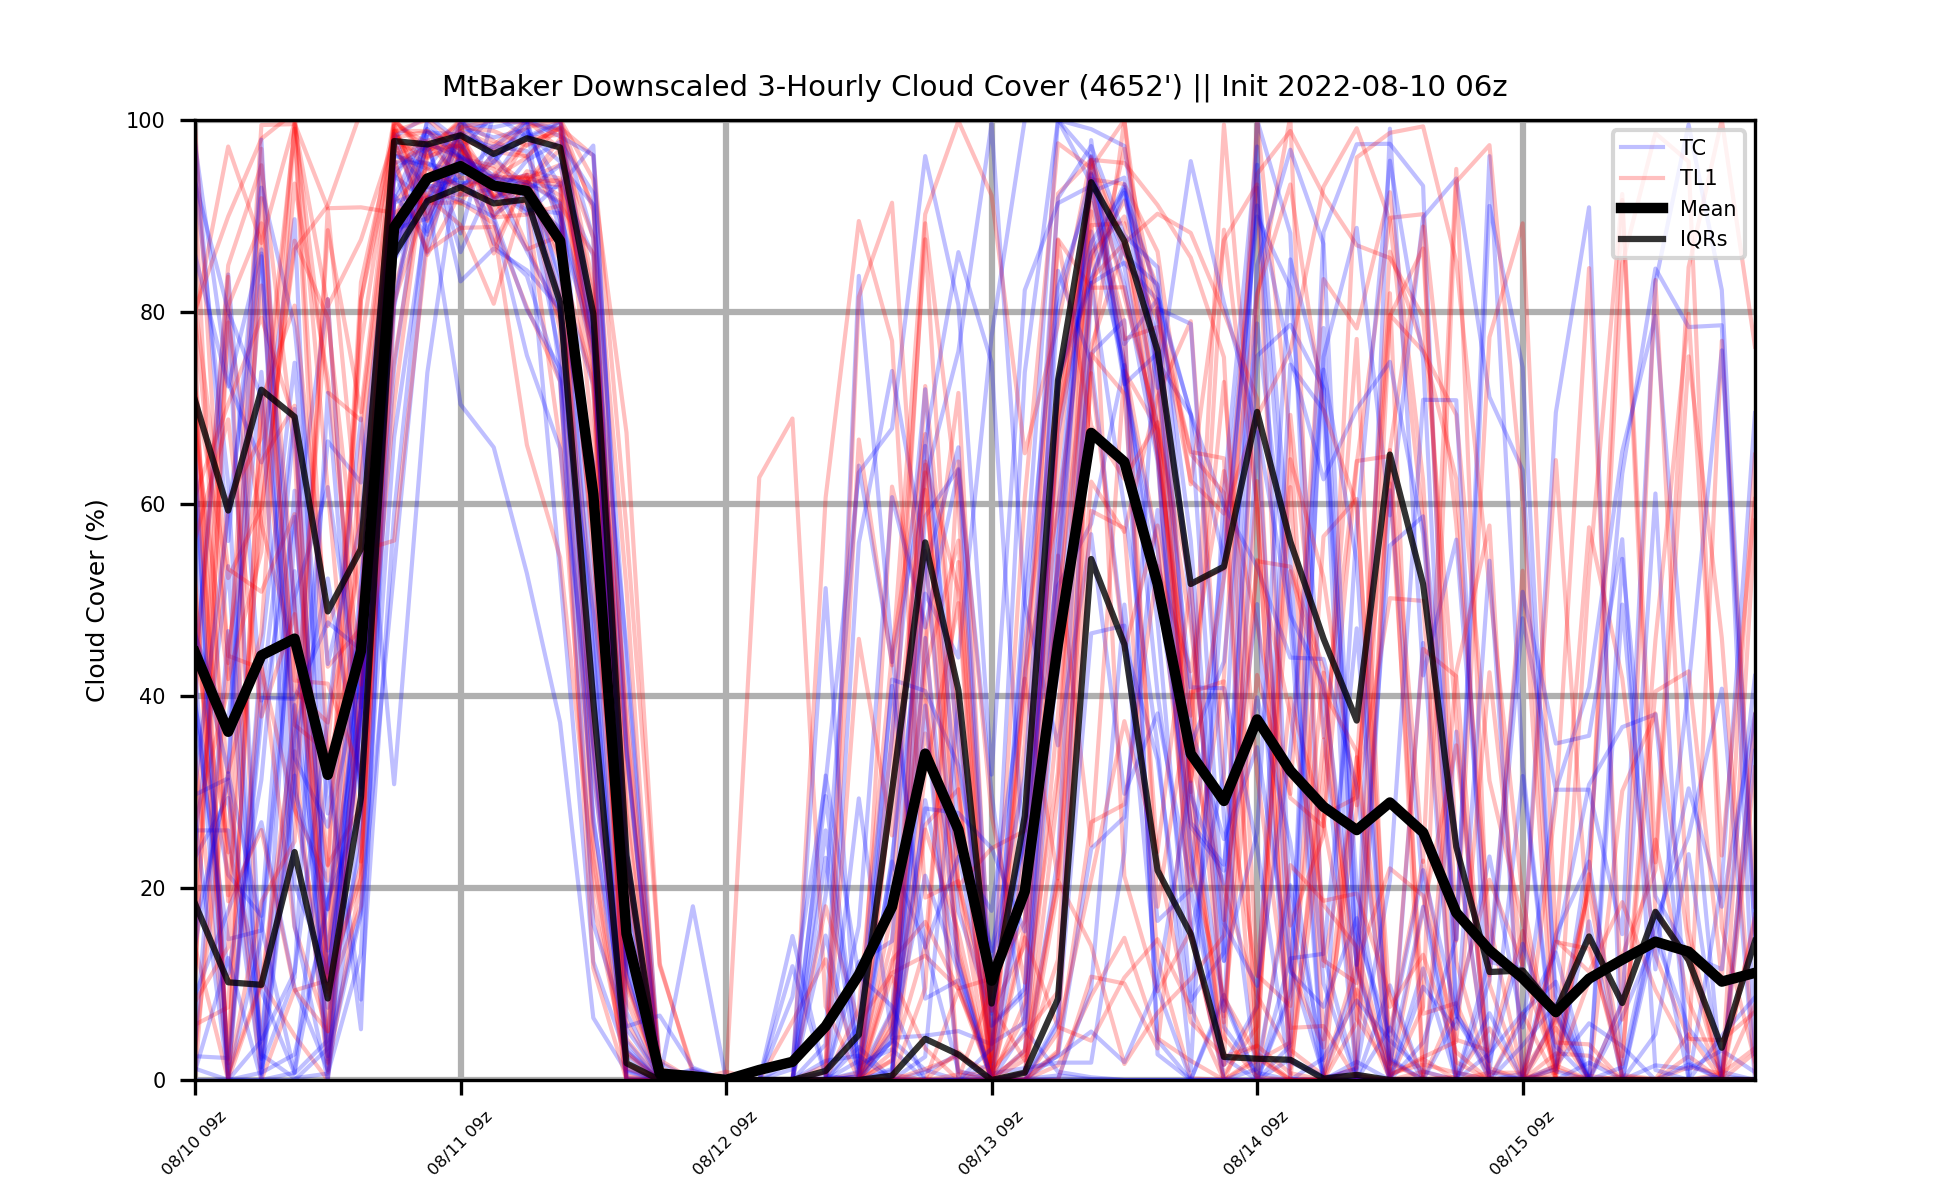 MtBaker Downscaled 3-Hourly Cloud Cover (4652') || Init 2022-08-10 06z
Cloud Cover (%)
100
80
60
40
20
0
TC
TL1
Mean
IQRs
08/10 09z
08/11 09z
08/12 09z
08/13 09z
08/14 09z
08/15 09z